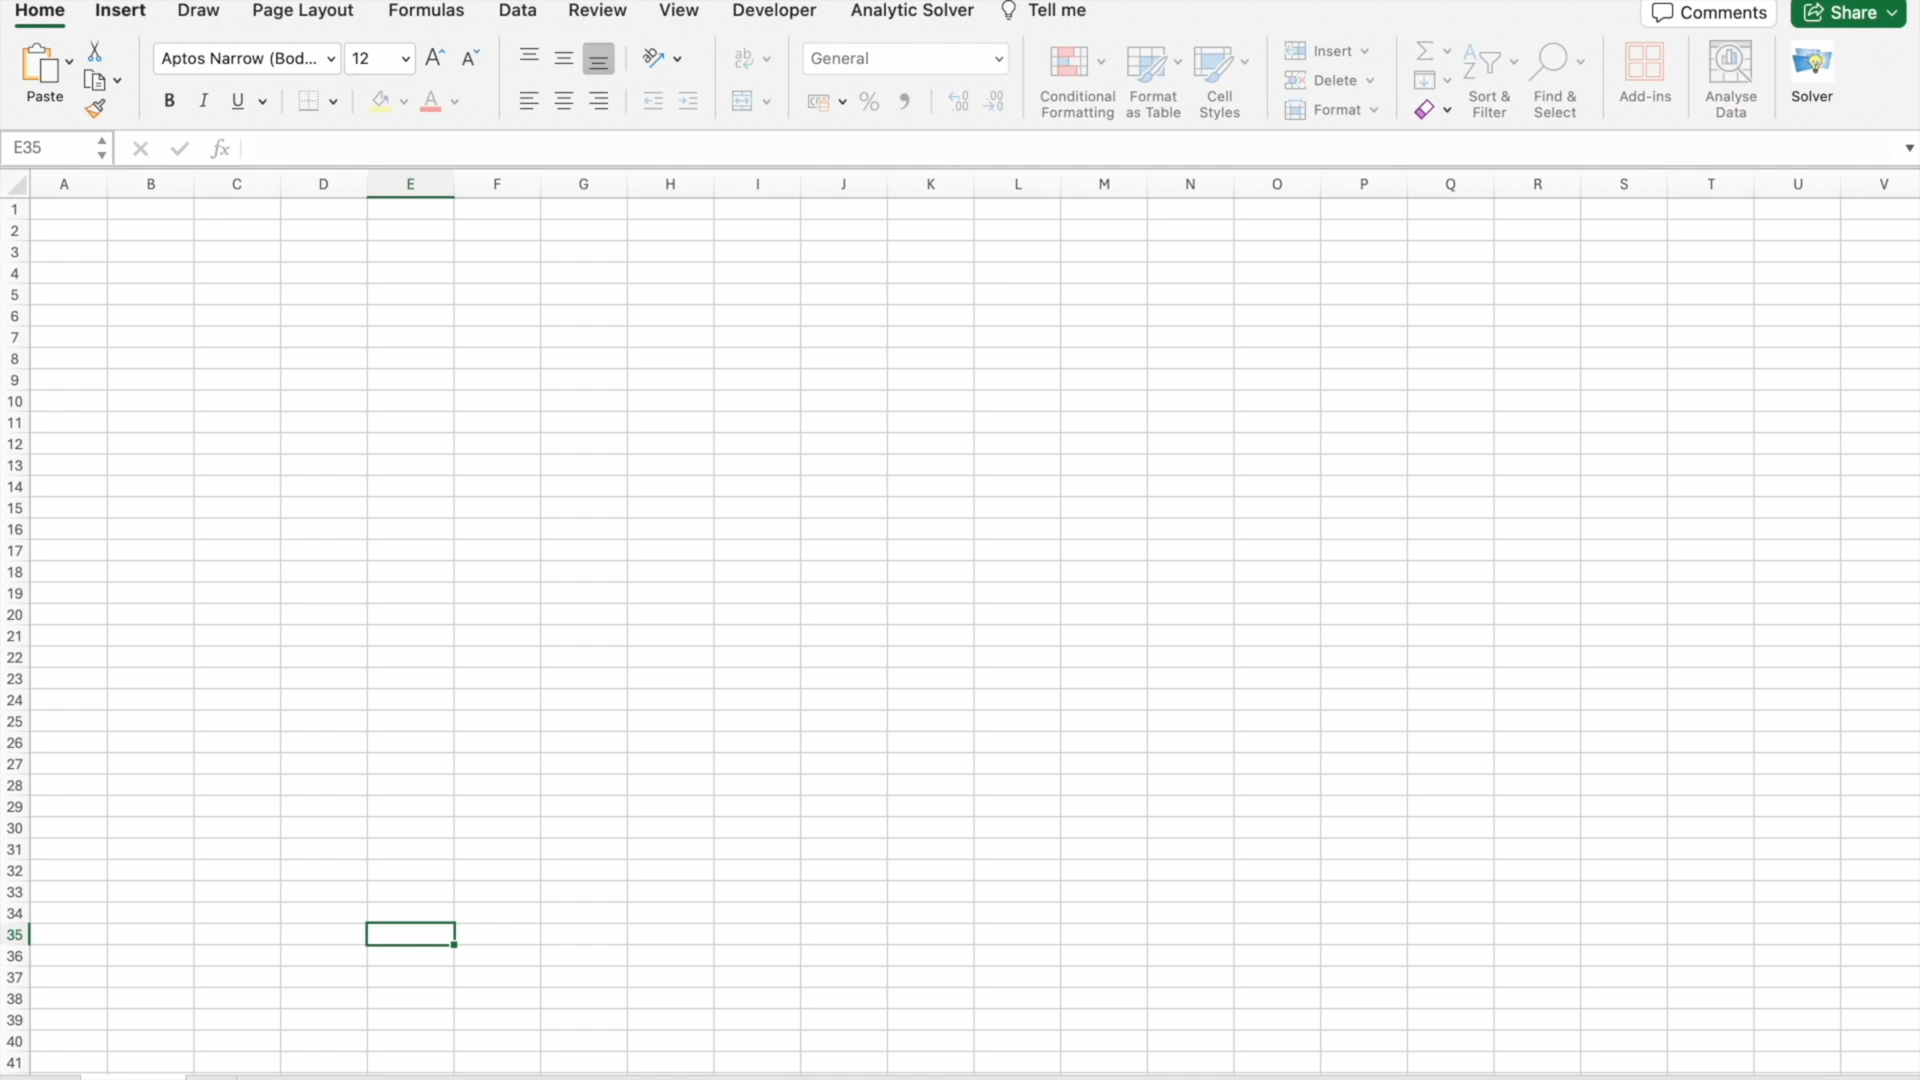 Home Insert Draw Page Layout Formulas Data Review View Developer Analytic Solver Tell me Comments Share
Paste
Aptos Narrow (Bod... 12 A A
B I U A
ab
General
% 
Conditional Formatting
Format as Table
Cell Styles
Insert
Delete
Format
Sort & Filter
Find & Select
Add-ins
Analyse Data
Solver
E35 fx
A B C D E F G H I J K L M N O P Q R S T U V
1
2
3
4
5
6
7
8
9
10
11
12
13
14
15
16
17
18
19
20
21
22
23
24
25
26
27
28
29
30
31
32
33
34
35
36
37
38
39
40
41